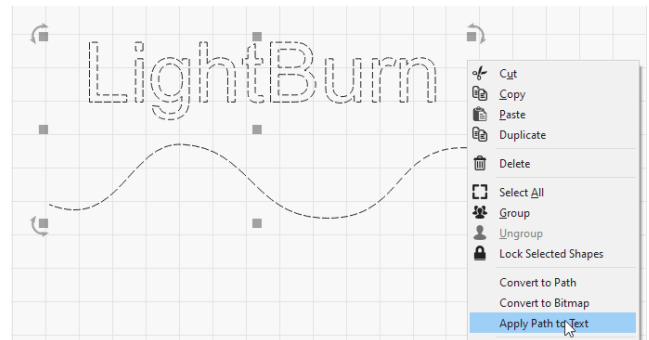 LightBurn
Cut
Copy
Paste
Duplicate
Delete
Select All
Group
Ungroup
Lock Selected Shapes
Convert to Path
Convert to Bitmap
Apply Path to Text